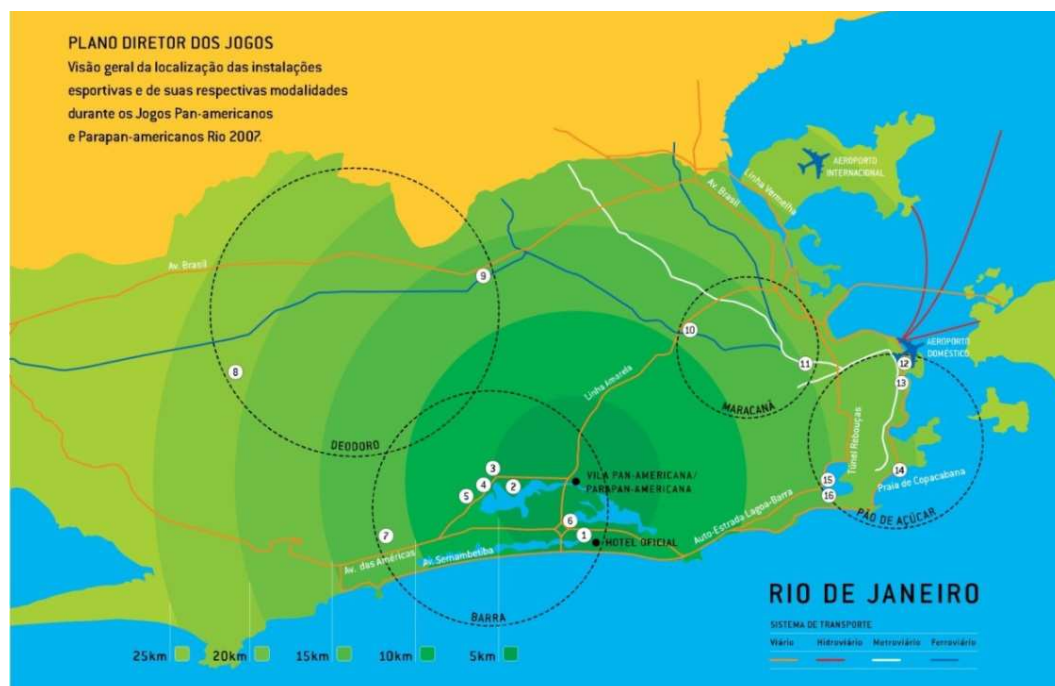 PLANO DIRETOR DOS JOGOS
Visão geral da localização das instalações
esportivas e de suas respectivas modalidades
durante os Jogos Pan-americanos
e Parapan-americanos Rio 2007.
AEROPORTO
INTERNACIONAL
Linha Vermelha
Av. Brasil
Av. Brasil
9
10
11
8
AEROPORTO
DOMÉSTICO
12
13
Linha Amarela
MARACANÃ
DEODORO
Túnel Rebouças
3
4
2
5
VILA PAN-AMERICANA/
PARAPAN-AMERICANA
14
15
16
Praia de Copacabana
PÃO DE AÇÚCAR
Auto-Estrada Lagoa-Barra
6
7
1
HOTEL OFICIAL
Av. das Américas
Av. Sernambetiba
BARRA
25km
20km
15km
10km
5km
RIO DE JANEIRO
SISTEMA DE TRANSPORTE
Viário Hidroviário Metroviário Ferroviário